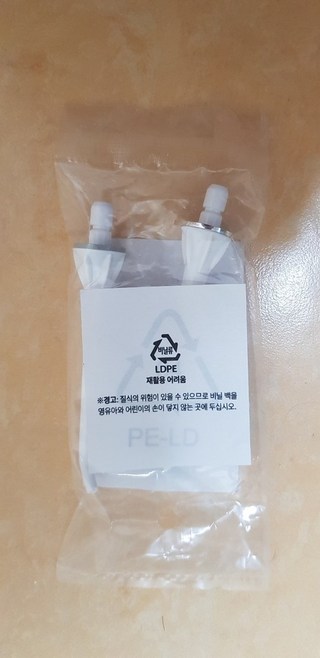 비닐류
LDPE
재활용 어려움
※경고: 질식의 위험이 있을 수 있으므로 비닐 백을
영유아와 어린이의 손이 닿지 않는 곳에 두십시오.
PE-LD